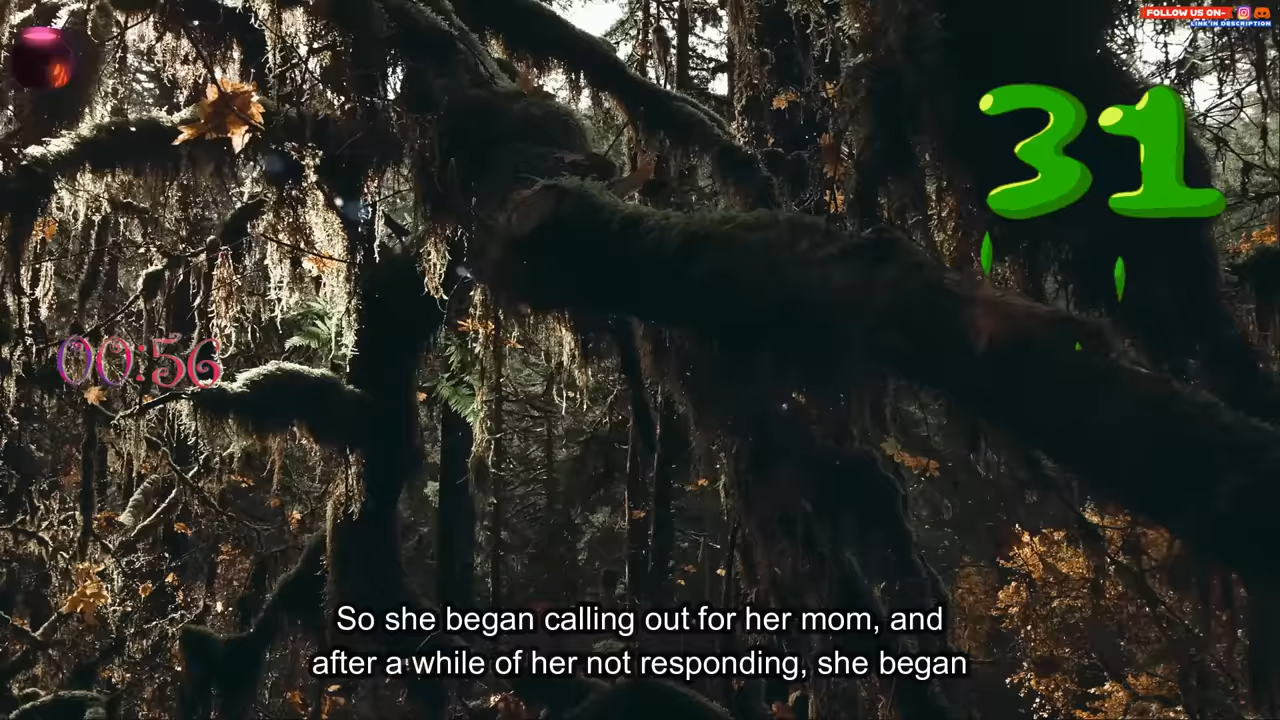 FOLLOW US ON-
LINK IN DESCRIPTION
31
00:56
So she began calling out for her mom, and
after a while of her not responding, she began